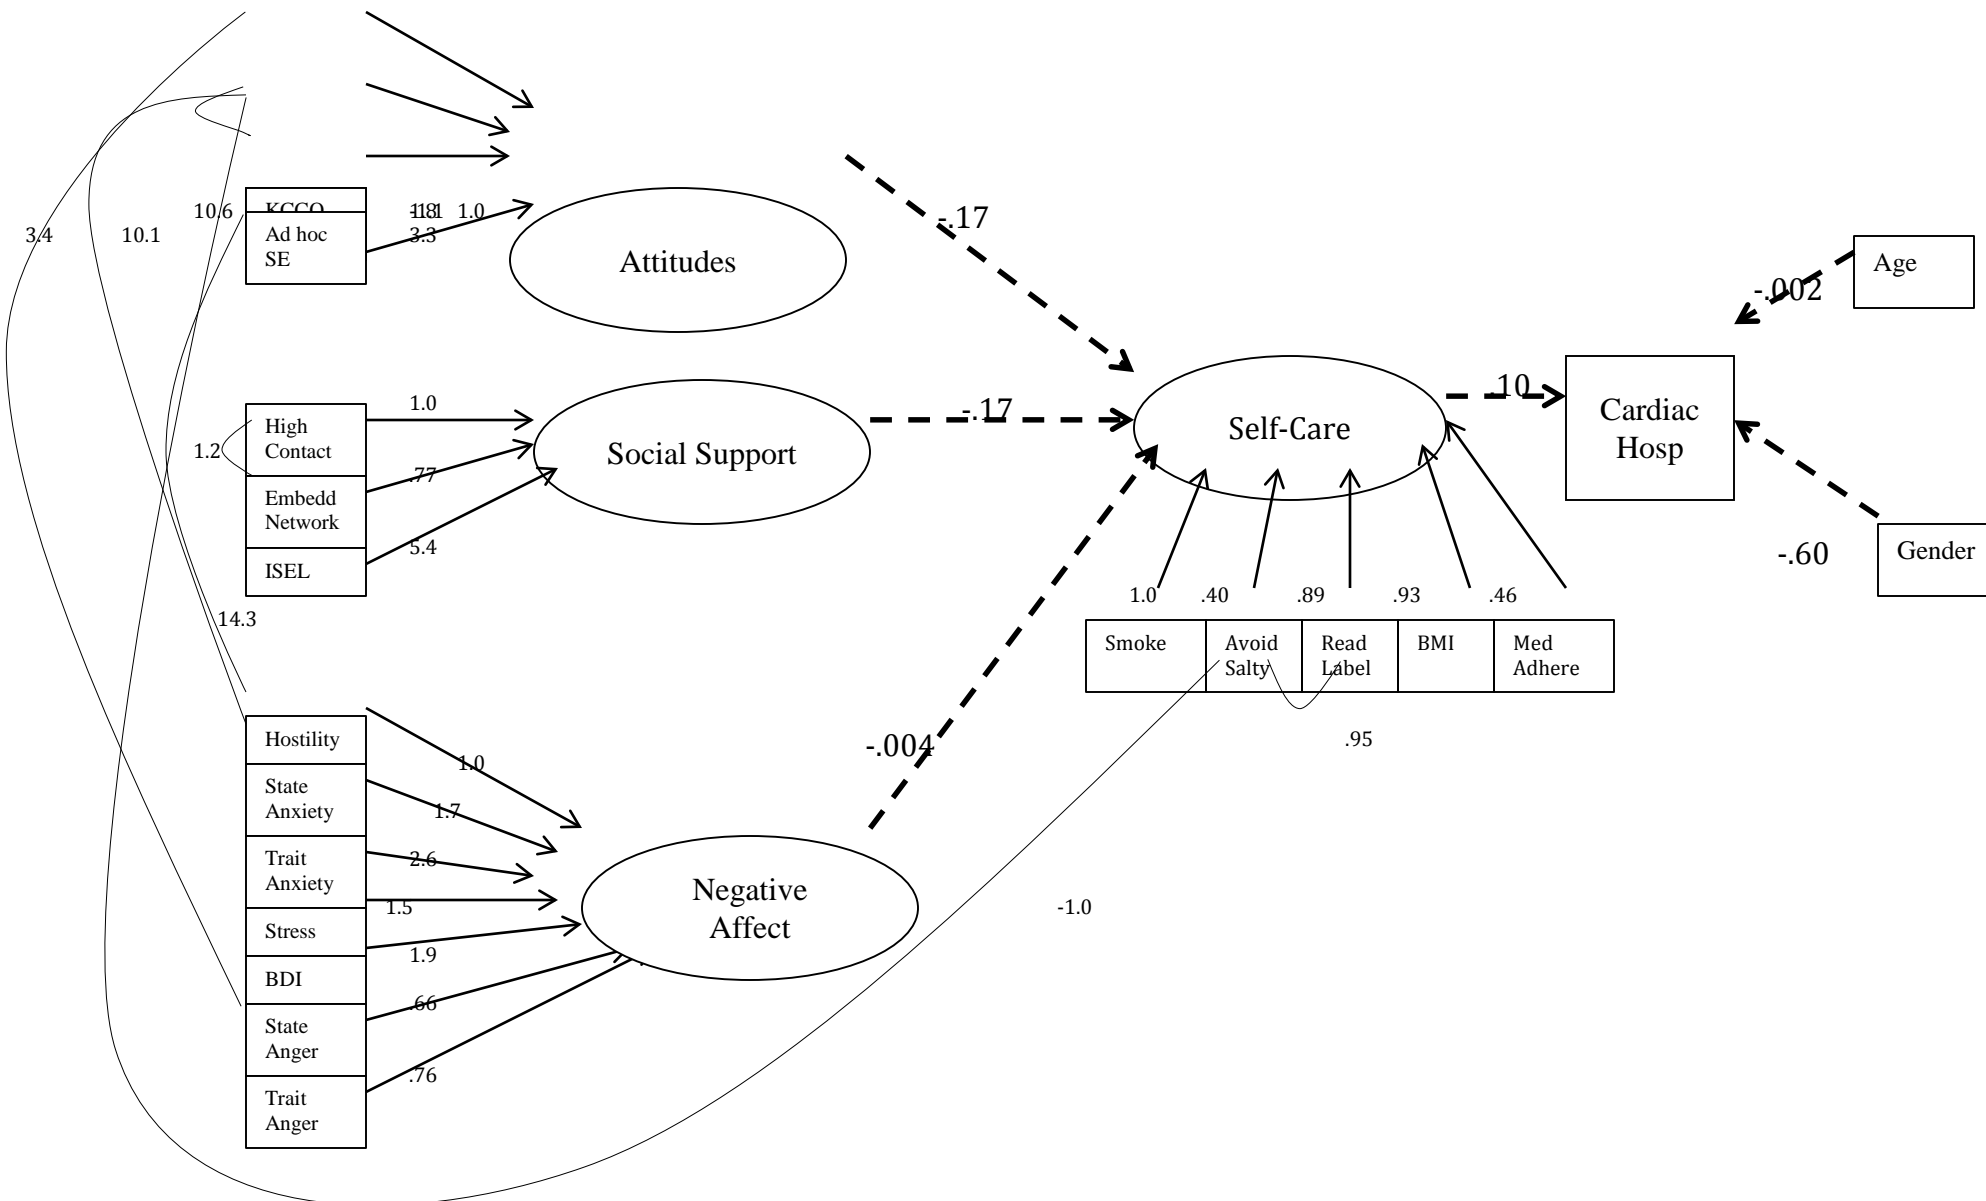 10.6
1.0
3.3
3.4
10.1
Ad hoc
SE
Attitudes
-.17
-.002
Age
1.0
High
Contact
1.2
.77
Embedd
Network
Social Support
-.17
Self-Care
.10
Cardiac
Hosp
5.4
ISEL
-.60
Gender
14.3
1.0
.40
.89
.93
.46
Smoke
Avoid
Salty
Read
Label
BMI
Med
Adhere
.95
Hostility
1.0
-.004
State
Anxiety
1.7
Trait
Anxiety
2.6
1.5
Stress
Negative
Affect
-1.0
1.9
BDI
.66
State
Anger
.76
Trait
Anger